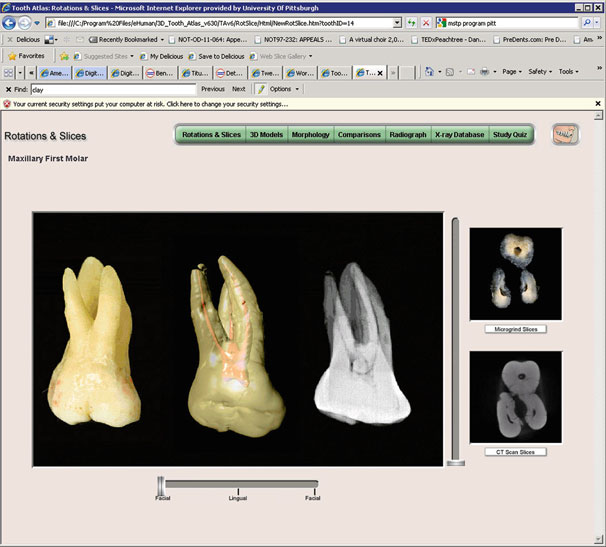 Tooth Atlas: Rotations & Slices - Microsoft Internet Explorer provided by University Of Pittsburgh
file:///C:/Program%20Files/eHuman/3D_Tooth_Atlas_v630/TAv6/RotSlice/Html/NewRotSlice.htm?toothID=14
mstp program pitt
Delicious
Recently Bookmarked
NOT-OD-11-064: Appe...
NOT97-232: APPEALS ...
A virtual choir 2,0...
TEDxPeachtree - Dan...
PreDents.com: Pre D...
Am
Favorites
Suggested Sites
My Delicious
Save to Delicious
Web Slice Gallery
Ame...
Digit...
Digit...
Ben...
Titu...
Det...
Twe...
Wor...
Too...
T...
Page
Safety
Tools
Find: clay
Previous
Next
Options
Your current security settings put your computer at risk. Click here to change your security settings...
Rotations & Slices
Rotations & Slices
3D Models
Morphology
Comparisons
Radiograph
X-ray Database
Study Quiz
Maxillary First Molar
Microgrind Slices
CT Scan Slices
Facial
Lingual
Facial